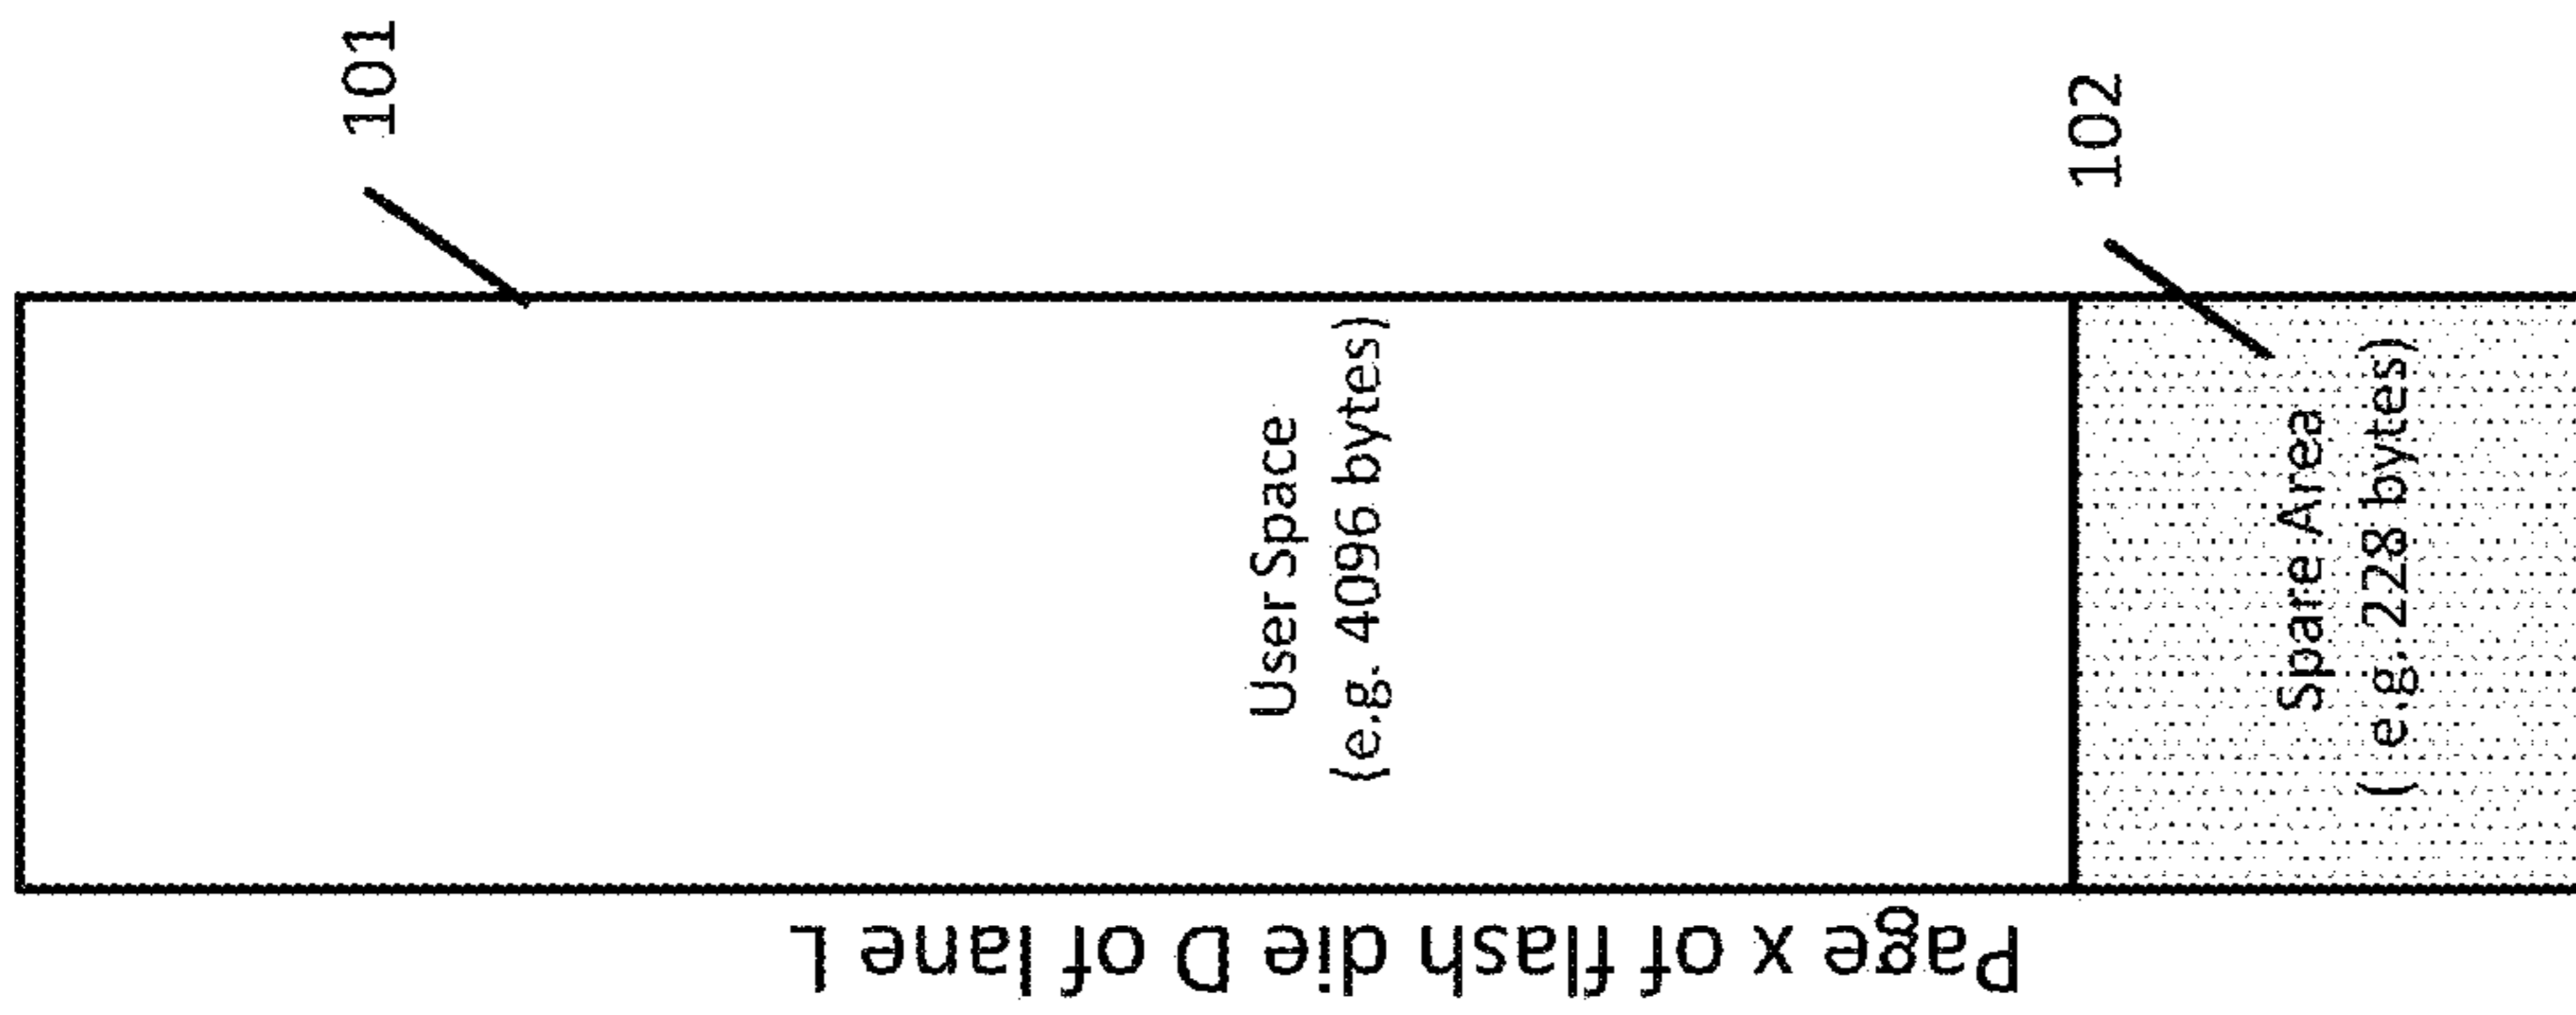 101
User Space
(e.g. 4096 bytes)
102
Spare Area
( e.g. 228 bytes)
Page x of flash die D of lane L